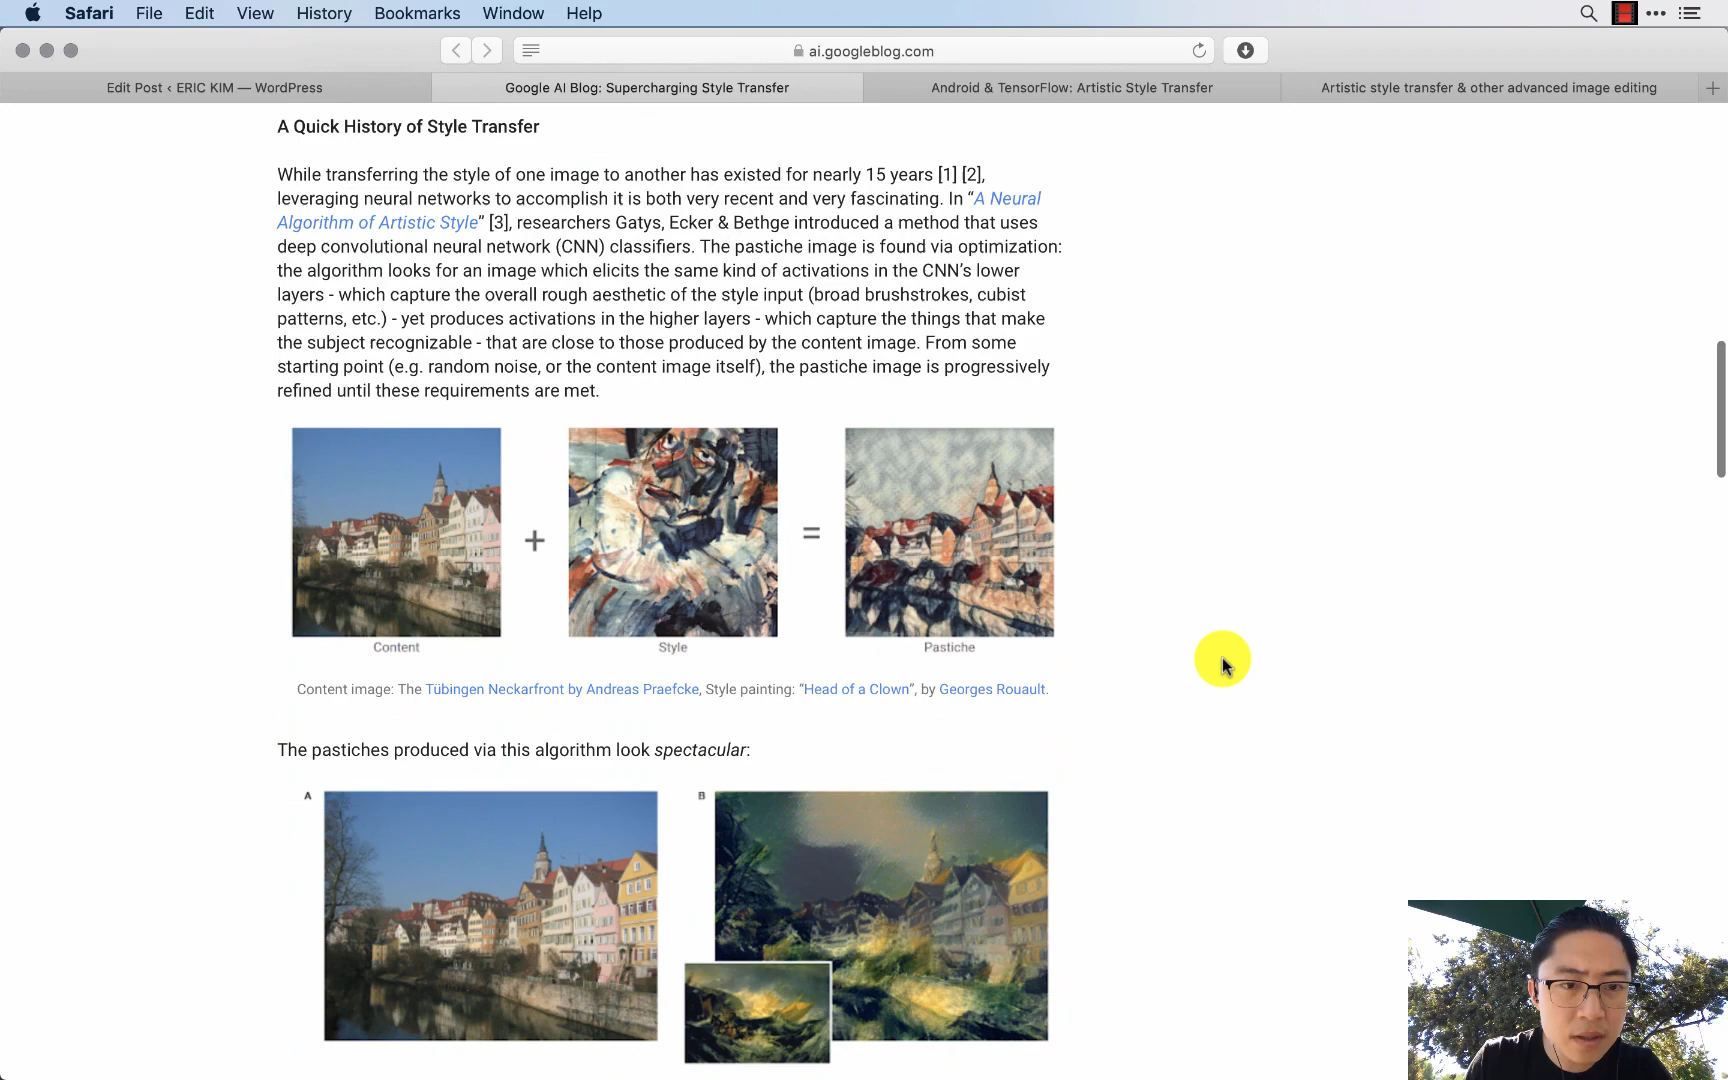 Safari File Edit View History Bookmarks Window Help
ai.googleblog.com
Edit Post ‹ ERIC KIM — WordPress
Google AI Blog: Supercharging Style Transfer
Android & TensorFlow: Artistic Style Transfer
Artistic style transfer & other advanced image editing
A Quick History of Style Transfer
While transferring the style of one image to another has existed for nearly 15 years [1] [2],
leveraging neural networks to accomplish it is both very recent and very fascinating. In “A Neural
Algorithm of Artistic Style” [3], researchers Gatys, Ecker & Bethge introduced a method that uses
deep convolutional neural network (CNN) classifiers. The pastiche image is found via optimization:
the algorithm looks for an image which elicits the same kind of activations in the CNN’s lower
layers - which capture the overall rough aesthetic of the style input (broad brushstrokes, cubist
patterns, etc.) - yet produces activations in the higher layers - which capture the things that make
the subject recognizable - that are close to those produced by the content image. From some
starting point (e.g. random noise, or the content image itself), the pastiche image is progressively
refined until these requirements are met.
+ =
Content Style Pastiche
Content image: The Tübingen Neckarfront by Andreas Praefcke, Style painting: “Head of a Clown”, by Georges Rouault.
The pastiches produced via this algorithm look spectacular:
A B